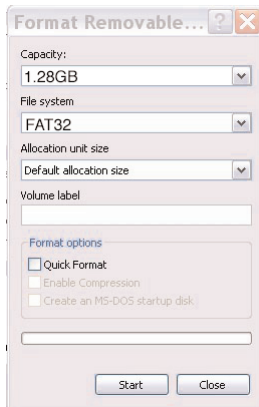 Format Removable... ? X
Capacity:
1.28GB
File system
FAT32
Allocation unit size
Default allocation size
Volume label
Format options
Quick Format
Enable Compression
Create an MS-DOS startup disk
Start Close